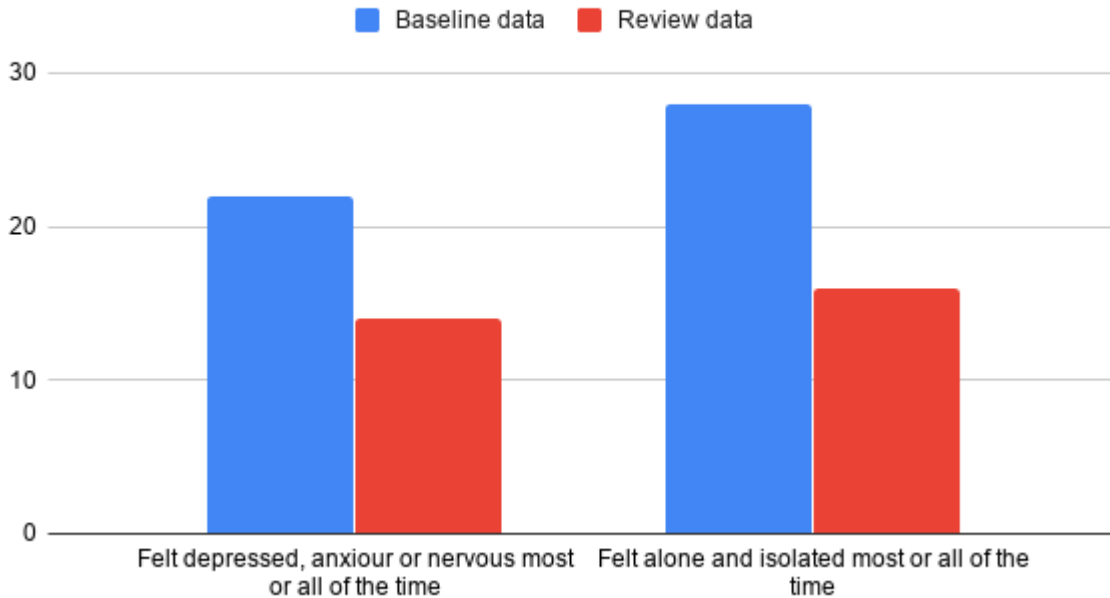 Baseline data Review data
30
20
10
0
Felt depressed, anxiour or nervous most
or all of the time
Felt alone and isolated most or all of the
time